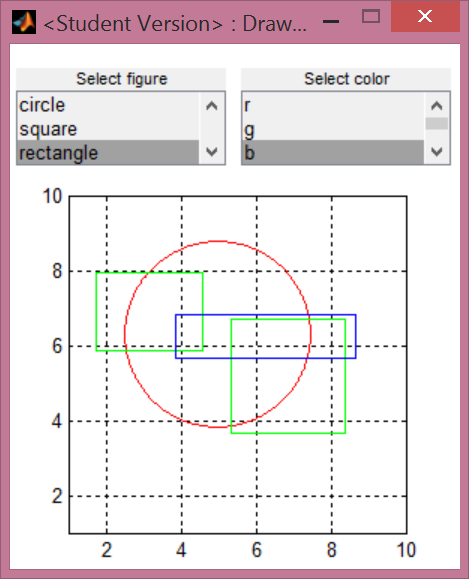 <Student Version> : Draw...
Select figure
circle
square
rectangle
Select color
r
g
b
10
8
6
4
2
2 4 6 8 10